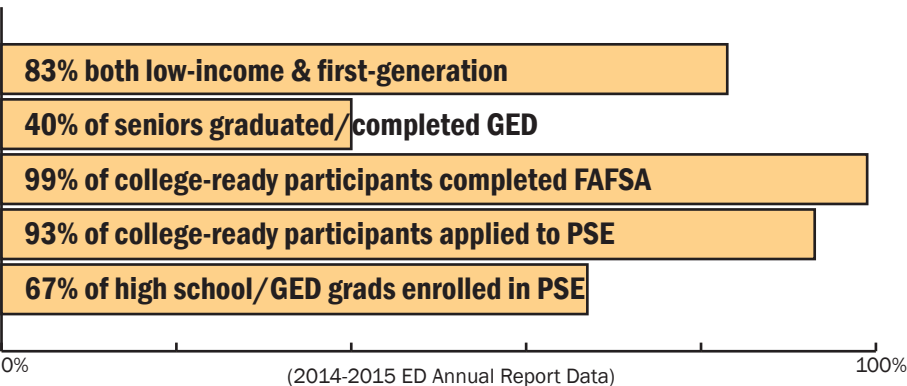 83% both low-income & first-generation
40% of seniors graduated/completed GED
99% of college-ready participants completed FAFSA
93% of college-ready participants applied to PSE
67% of high school/GED grads enrolled in PSE
0% 100%
(2014-2015 ED Annual Report Data)